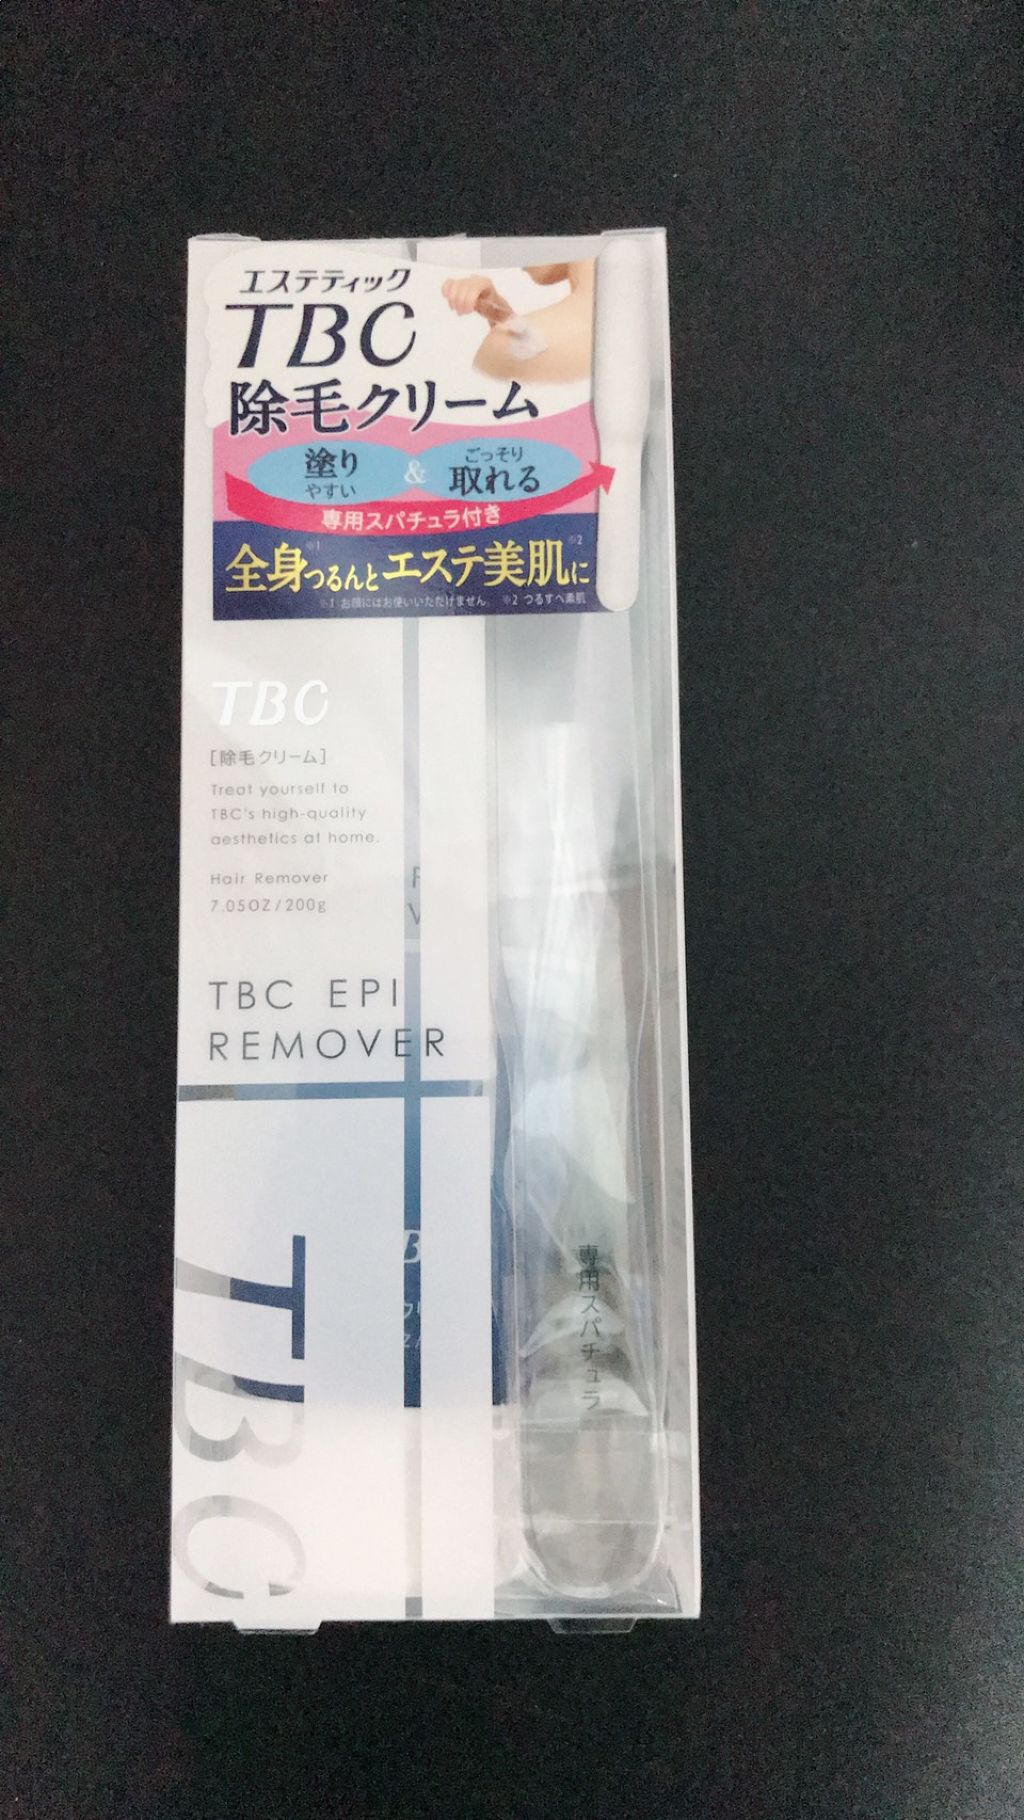 エステティック
TBC
除毛クリーム
塗り
やすい
&
ごっそり
取れる
専用スパチュラ付き
全身※1つるんとエステ美肌※2に
※1 お顔にはお使いいただけません ※2 つるすべ素肌
TBC
[除毛クリーム]
Treat yourself to
TBC's high-quality
aesthetics at home.
Hair Remover
7.05OZ/200g
TBC EPI
REMOVER
TBC
専用スパチュラ